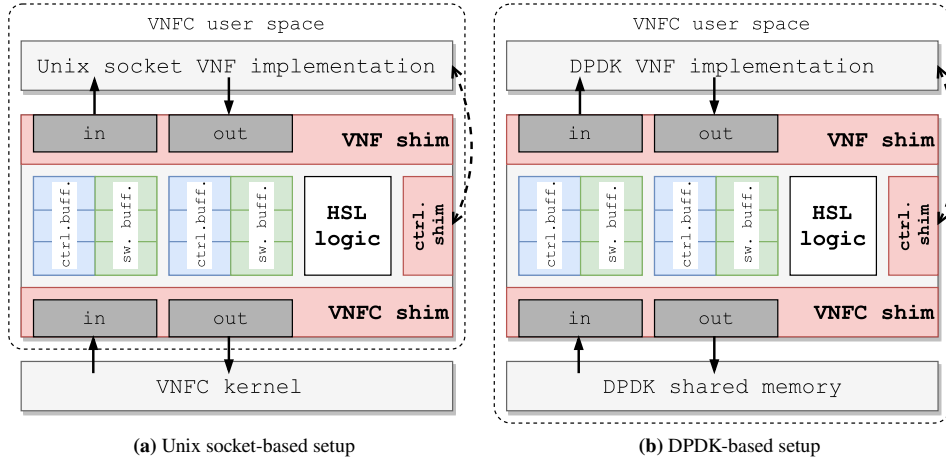 VNFC user space
Unix socket VNF implementation
in
out
VNF shim
ctrl.buff.
sw. buff.
ctrl.buff.
sw. buff.
HSL
logic
ctrl.
shim
in
out
VNFC shim
VNFC kernel
(a) Unix socket-based setup
VNFC user space
DPDK VNF implementation
in
out
VNF shim
ctrl.buff.
sw. buff.
ctrl.buff.
sw. buff.
HSL
logic
ctrl.
shim
in
out
VNFC shim
DPDK shared memory
(b) DPDK-based setup